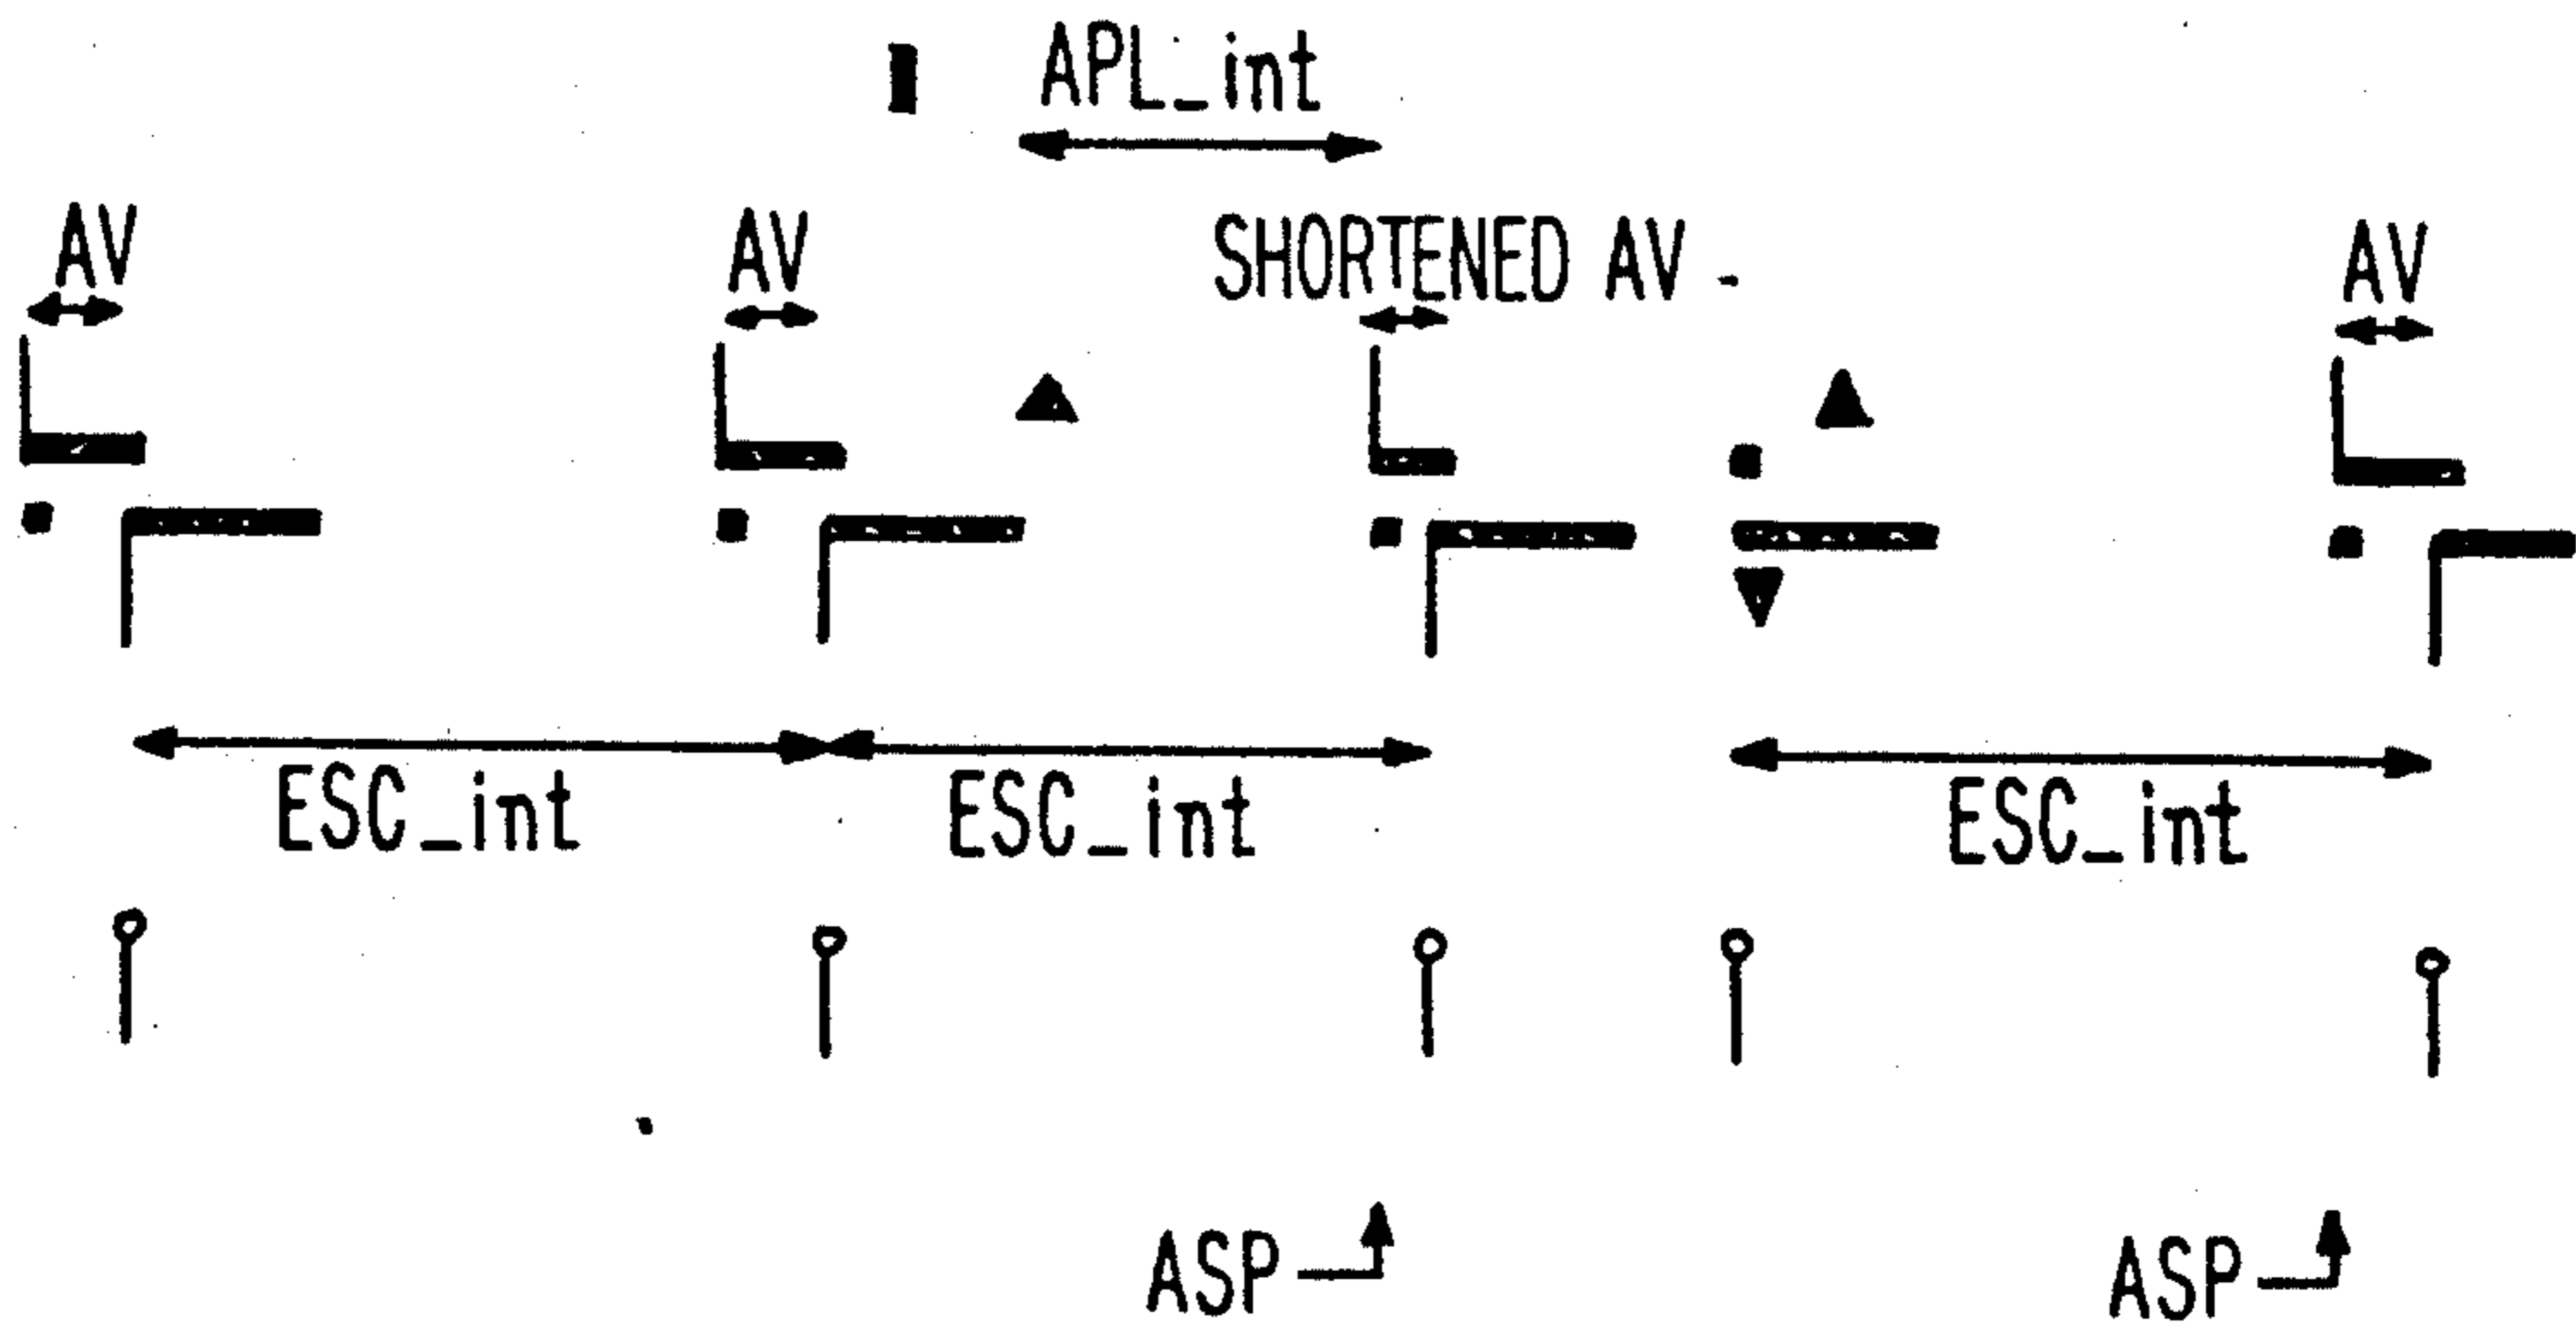 APL_int
AV
AV
SHORTENED AV
AV
ESC_int
ESC_int
ESC_int
ASP
ASP